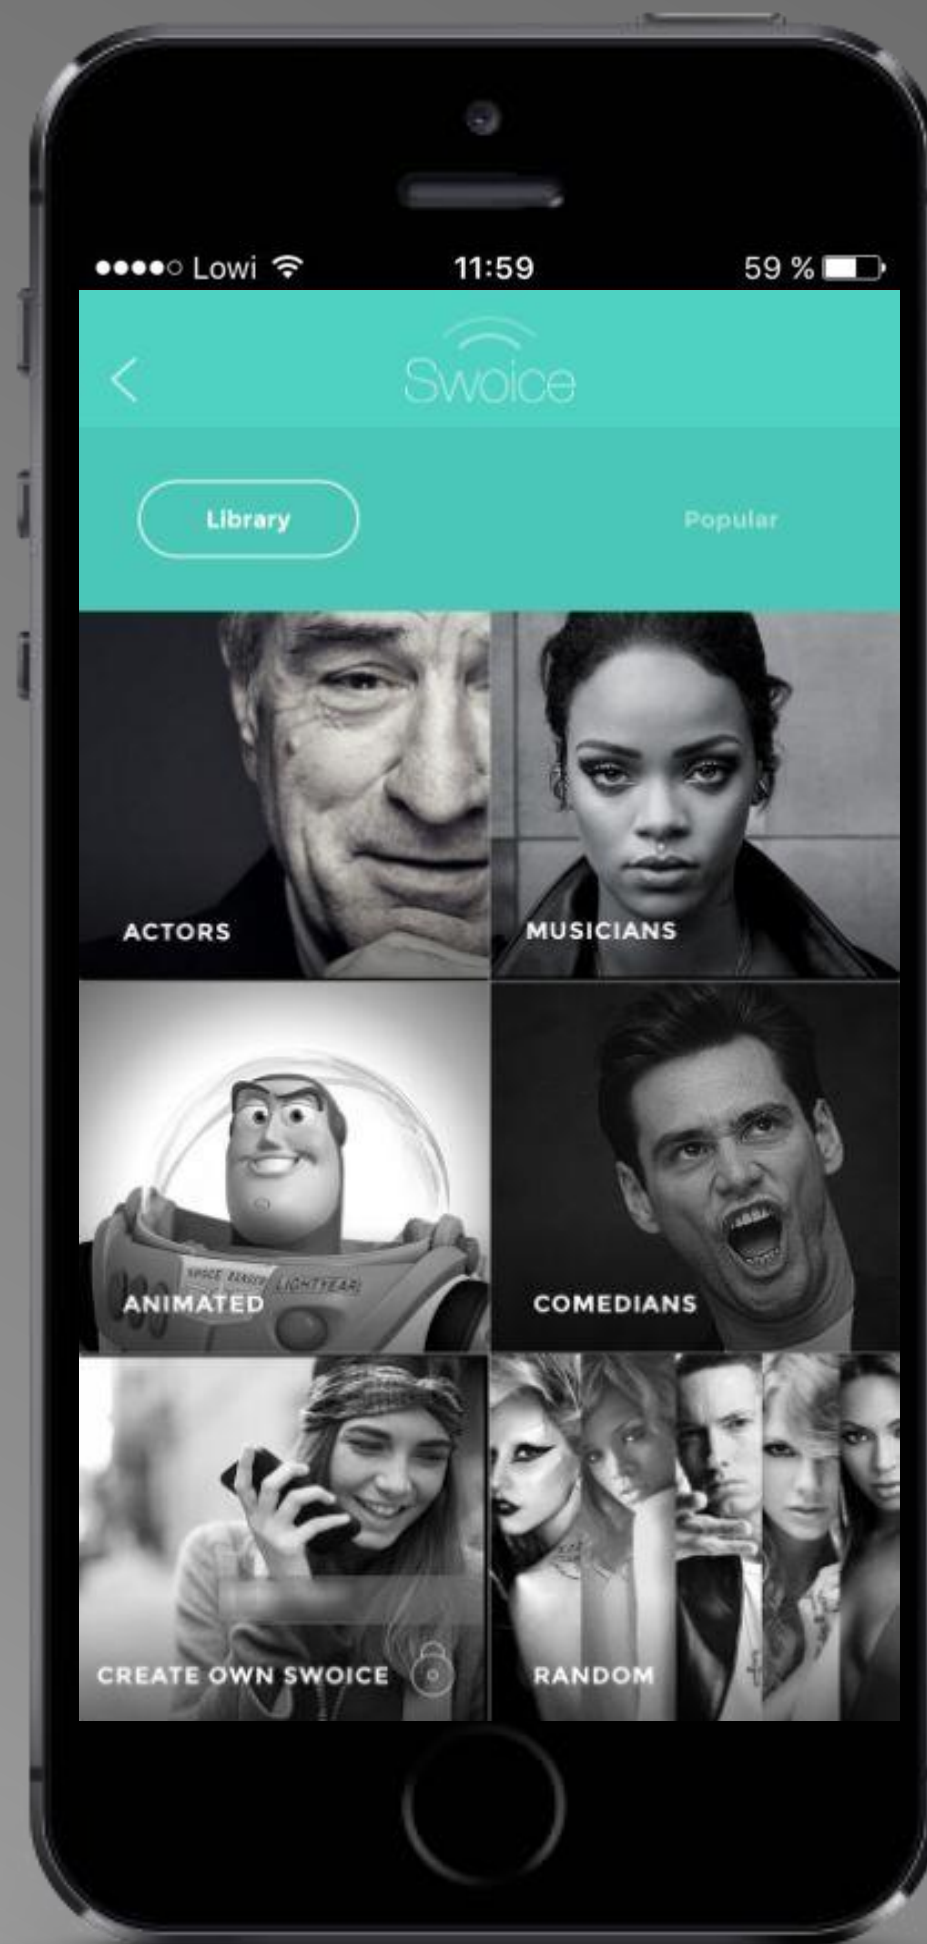 Lowi 11:59 59 %
Swoice
Library Popular
ACTORS MUSICIANS
SPACE RANGER LIGHTYEAR
ANIMATED COMEDIANS
CREATE OWN SWOICE RANDOM